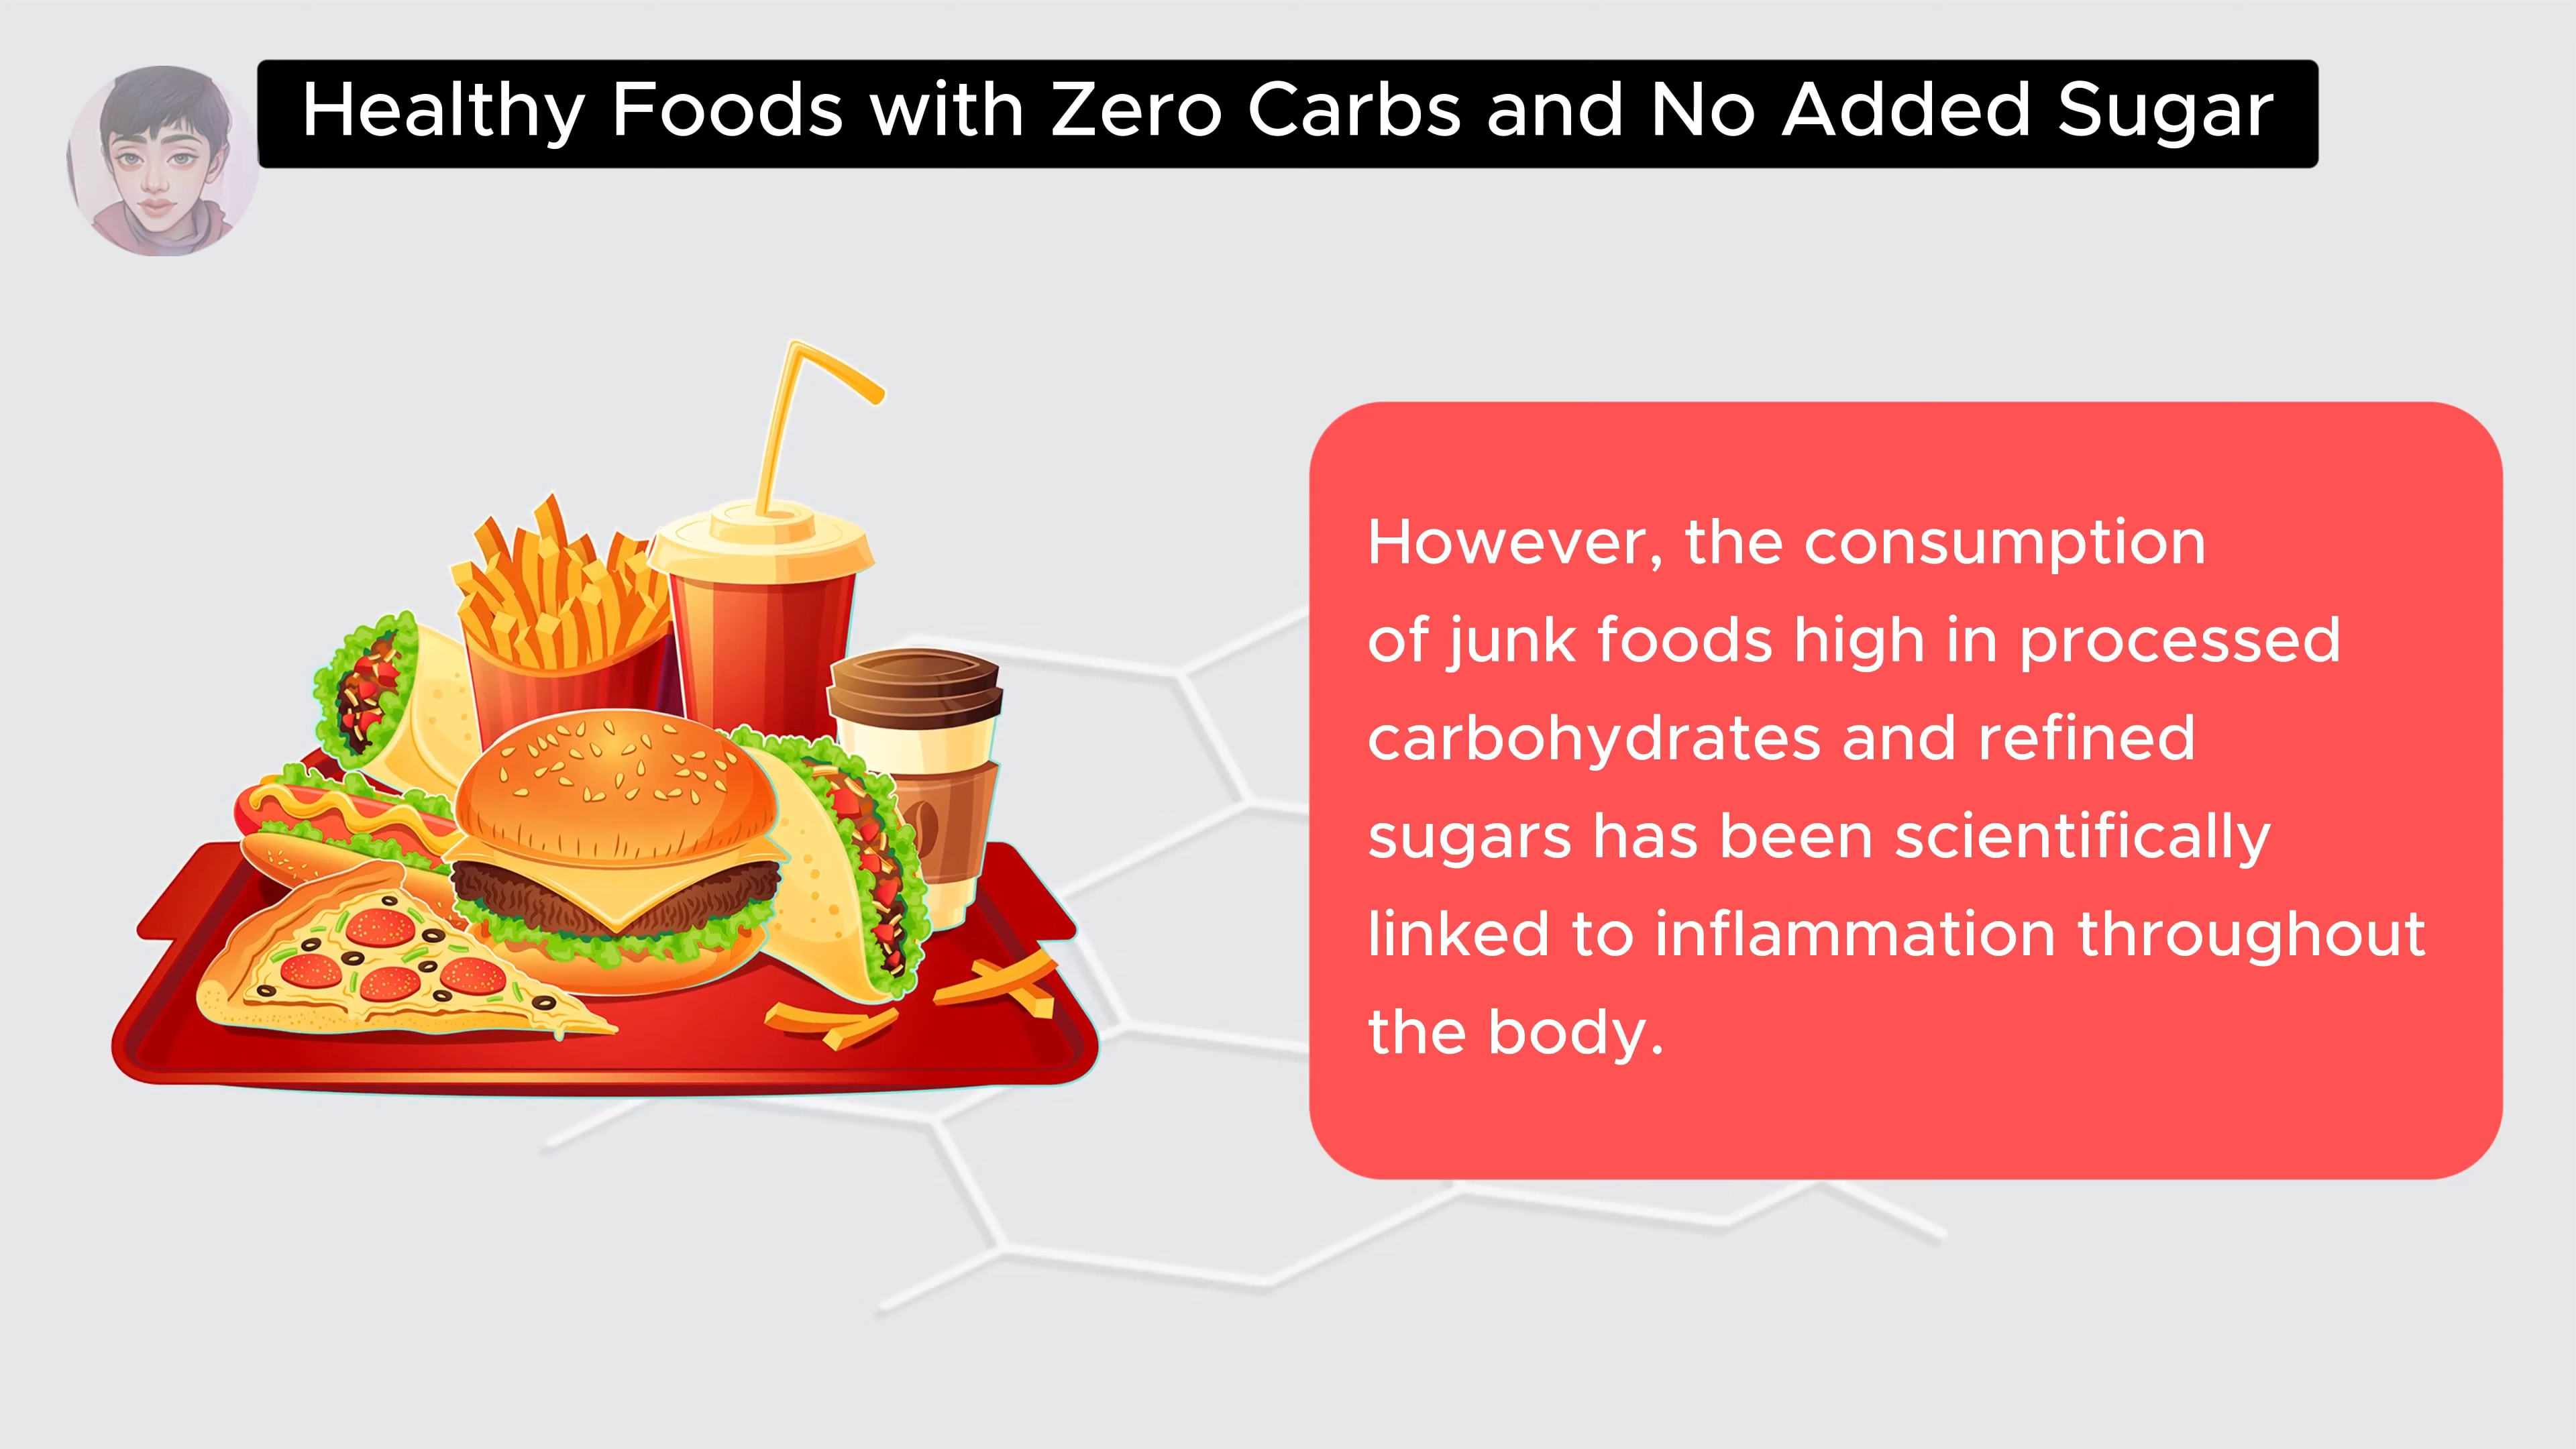 Healthy Foods with Zero Carbs and No Added Sugar
However, the consumption
of junk foods high in processed
carbohydrates and refined
sugars has been scientifically
linked to inflammation throughout
the body.